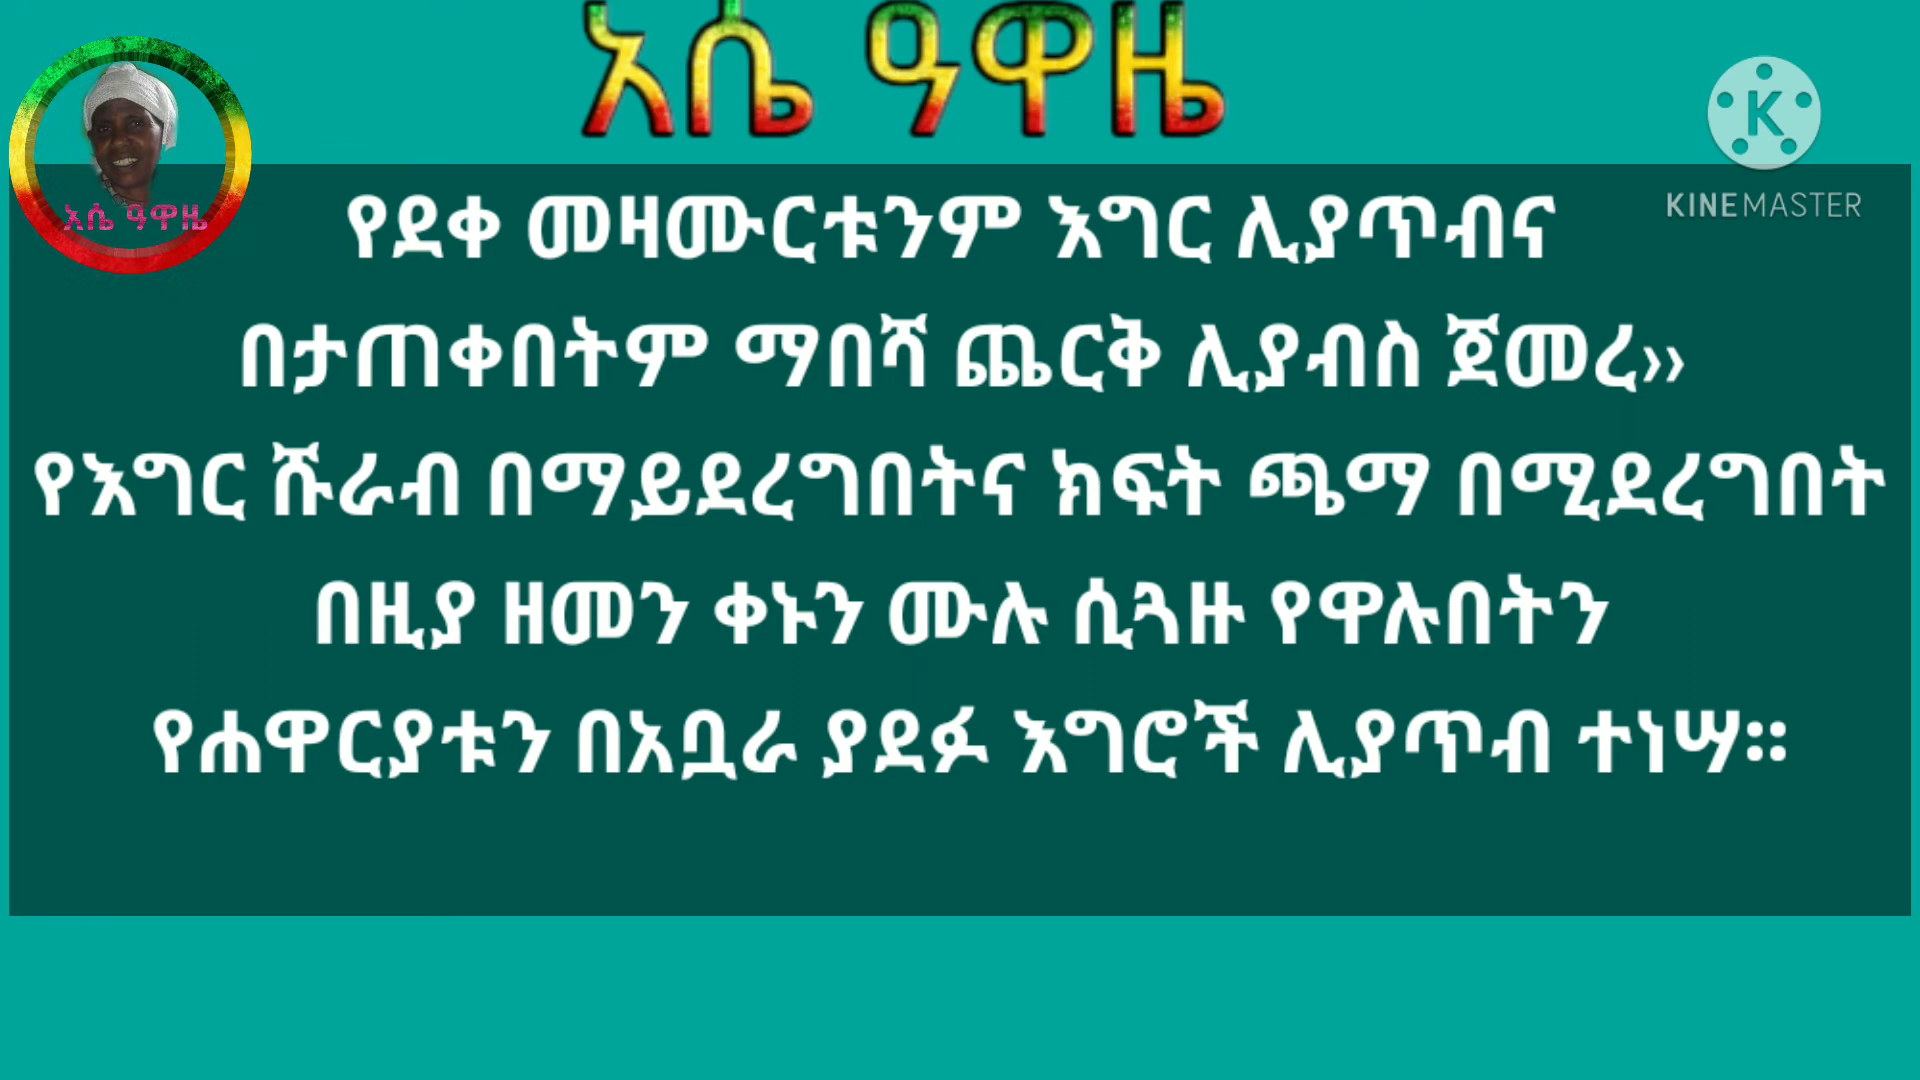 አሴ ዓዋዜ
አሴ ዓዋዜ
KINEMASTER
የደቀ መዛሙርቱንም እግር ሊያጥብና
በታጠቀበትም ማበሻ ጨርቅ ሊያብስ ጀመረ››
የእግር ሹራብ በማይደረግበትና ክፍት ጫማ በሚደረግበት
በዚያ ዘመን ቀኑን ሙሉ ሲጓዙ የዋሉበትን
የሐዋርያቱን በአቧራ ያደፉ እግሮች ሊያጥብ ተነሣ።